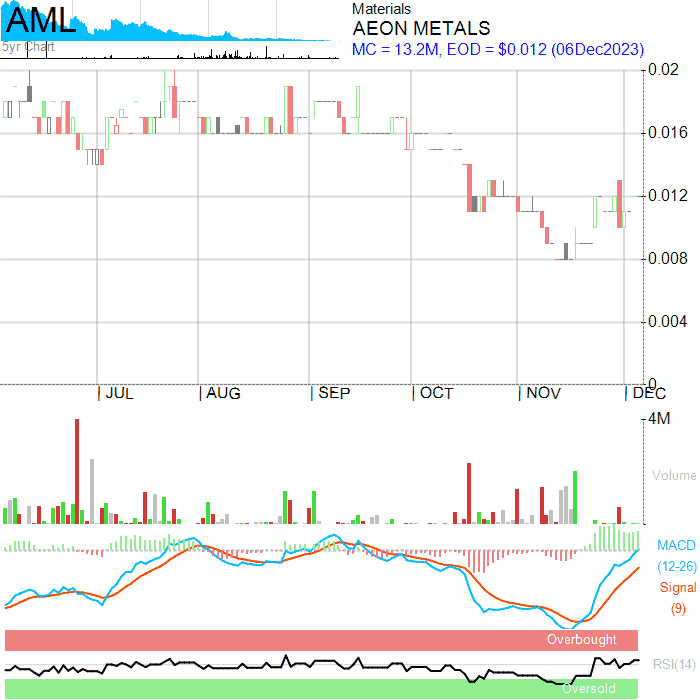 AML
5yr Chart
Materials
AEON METALS
MC = 13.2M, EOD = $0.012 (06Dec2023)
0.02
0.016
0.012
0.008
0.004
0
JUL
AUG
SEP
OCT
NOV
DEC
4M
Volume
MACD
(12-26)
Signal
(9)
Overbought
RSI(14)
Oversold